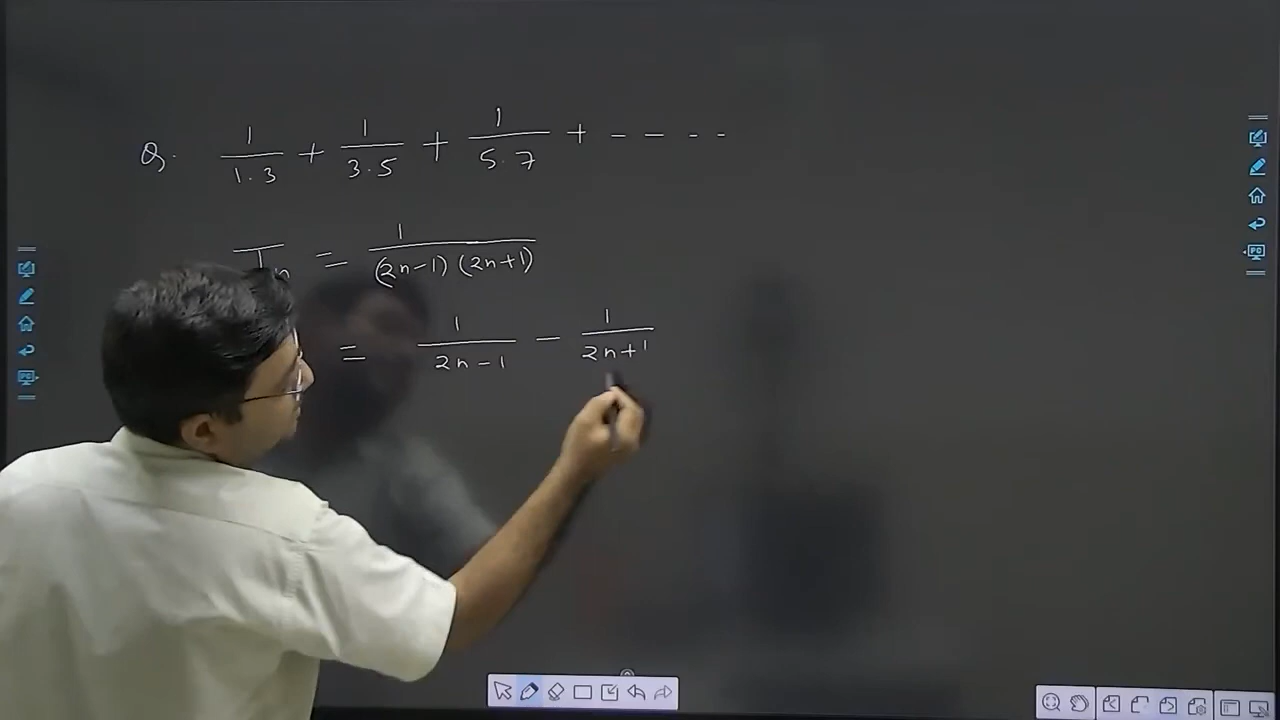 Q. 1/1·3 + 1/3·5 + 1/5·7 + - - - -
Tn = 1/(2n-1)(2n+1)
= 1/2n-1 - 1/2n+1